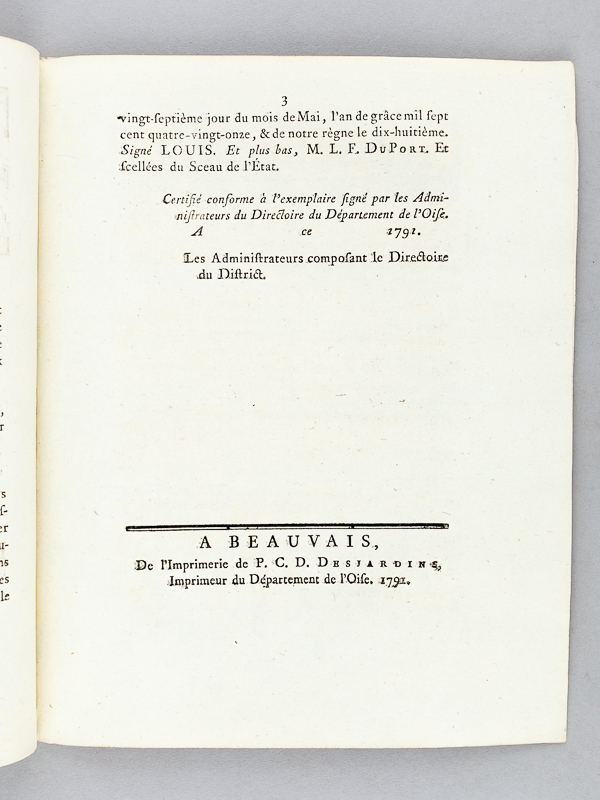 3
vingt-ſeptième jour du mois de Mai, l'an de grâce mil ſept
cent quatre-vingt-onze, & de notre règne le dix-huitième.
Signé LOUIS. Et plus bas, M. L. F. DUPORT. Et
ſcellées du Sceau de l'État.
Certifié conforme à l'exemplaire ſigné par les Admi-
niſtrateurs du Directoire du Département de l'Oiſe.
A ce 1791.
Les Adminiſtrateurs compoſant le Directoire
du Diſtrict.
A BEAUVAIS,
De l'Imprimerie de P. C. D. DESJARDINS,
Imprimeur du Département de l'Oiſe. 1791.